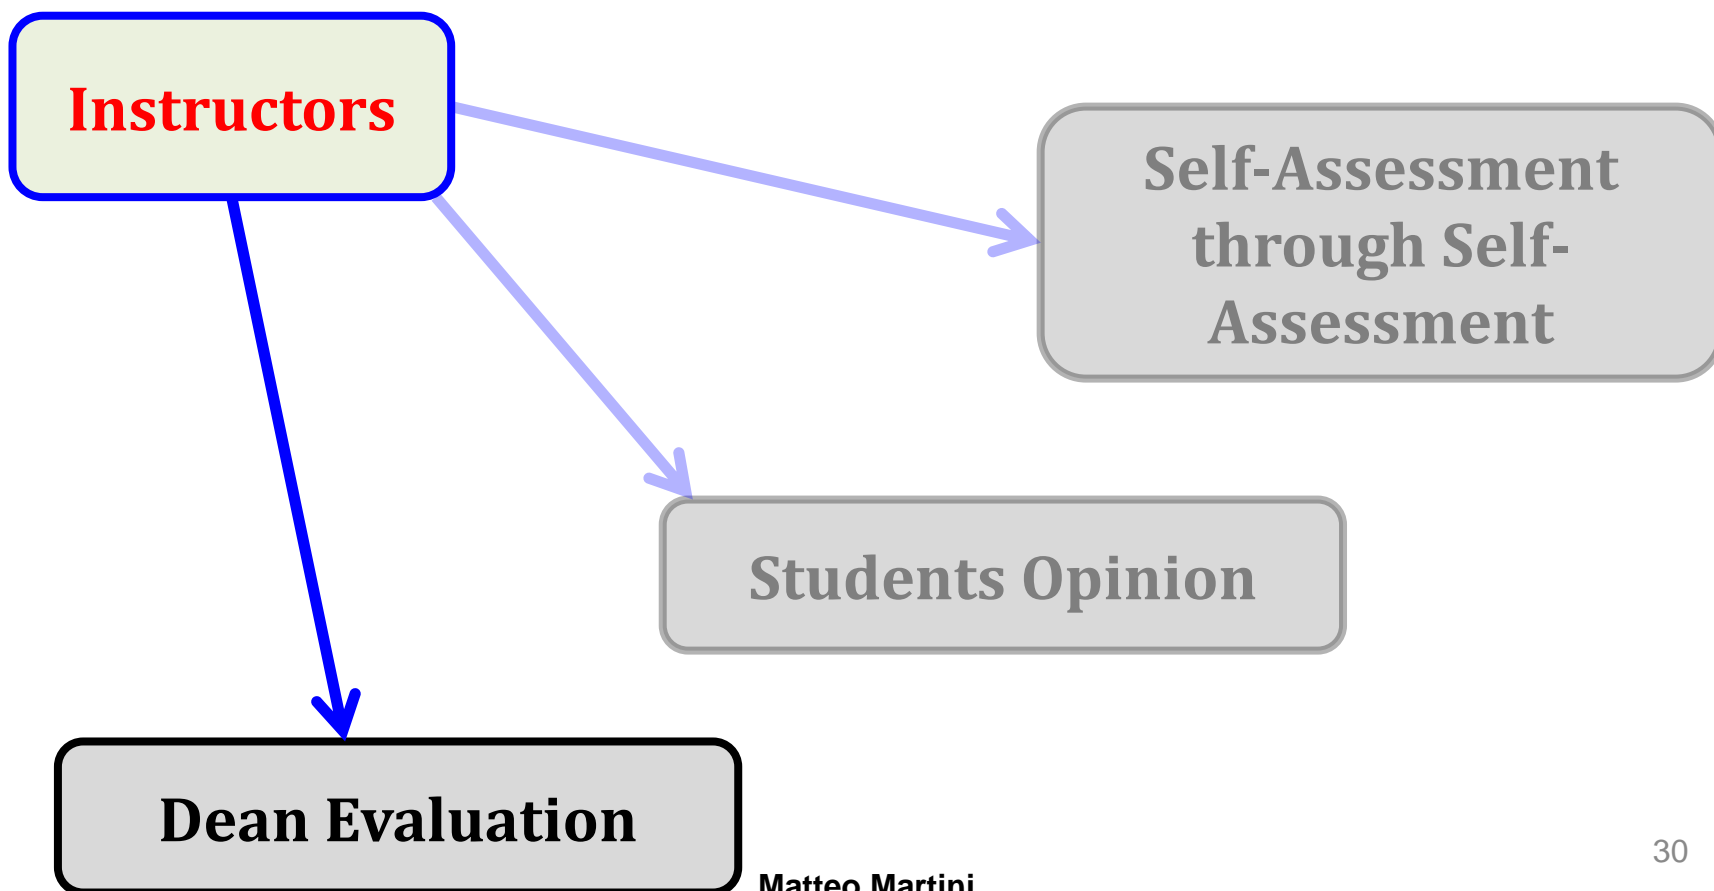 Instructors
Self-Assessment
through Self-
Assessment
Students Opinion
Dean Evaluation
30
Matteo Martini